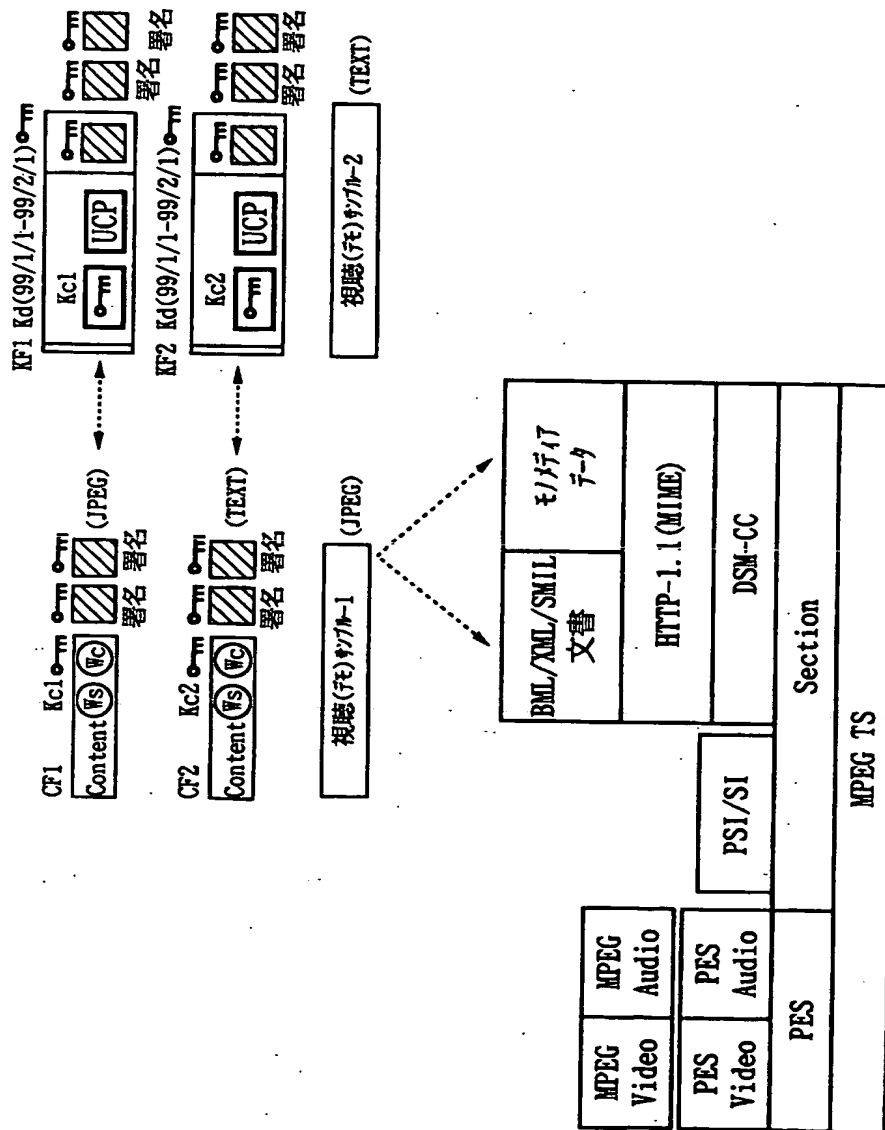 KF1 Kd(99/1/1-99/2/1)
CF1 Kc1
Kc1
Content Ws Wc
(JPEG)
UCP
署名 署名
署名 署名
KF2 Kd(99/1/1-99/2/1)
CF2 Kc2
Kc2
Content Ws Wc
(TEXT)
UCP
署名 署名
署名 署名
視聴(デモ)サンプル-1
(JPEG)
視聴(デモ)サンプル-2
(TEXT)
BML/XML/SMIL
文書
モノメディア
データ
MPEG
Video
MPEG
Audio
HTTP-1.1(MIME)
PES
Video
PES
Audio
PSI/SI
DSM-CC
PES
Section
MPEG TS